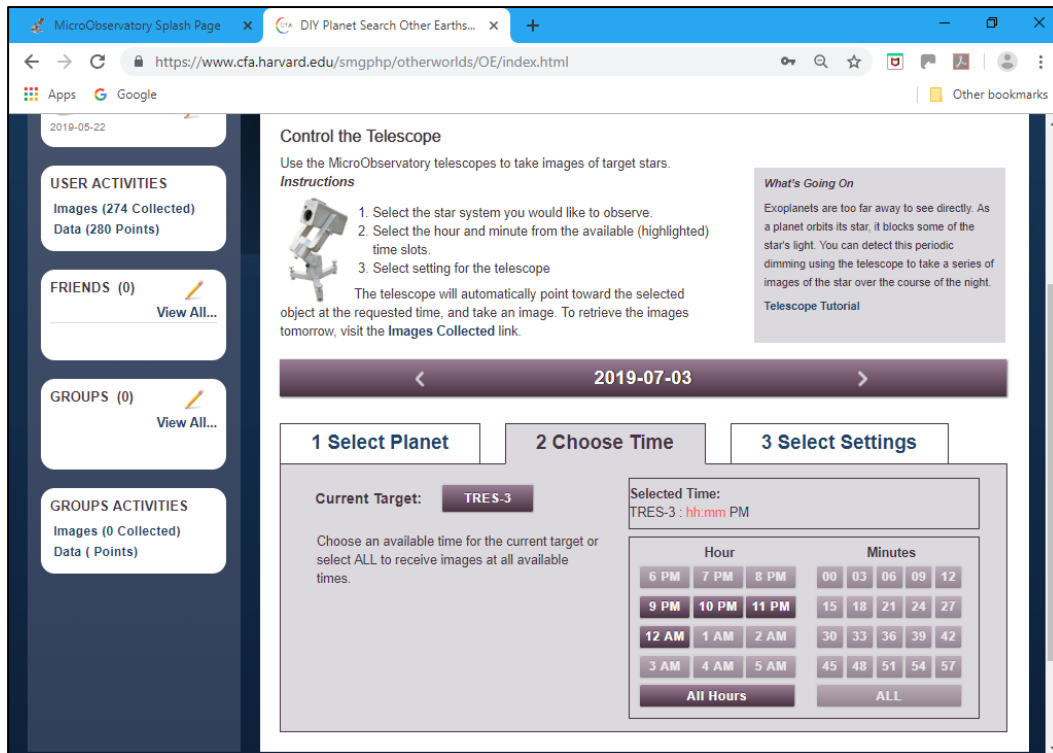 MicroObservatory Splash Page
DIY Planet Search Other Earths...
https://www.cfa.harvard.edu/smgphp/otherworlds/OE/index.html
Apps
Google
Other bookmarks
2019-05-22
USER ACTIVITIES
Images (274 Collected)
Data (280 Points)
FRIENDS (0)
View All...
GROUPS (0)
View All...
GROUPS ACTIVITIES
Images (0 Collected)
Data ( Points)
Control the Telescope
Use the MicroObservatory telescopes to take images of target stars.
Instructions
1. Select the star system you would like to observe.
2. Select the hour and minute from the available (highlighted)
time slots.
3. Select setting for the telescope
The telescope will automatically point toward the selected
object at the requested time, and take an image. To retrieve the images
tomorrow, visit the Images Collected link.
What's Going On
Exoplanets are too far away to see directly. As
a planet orbits its star, it blocks some of the
star's light. You can detect this periodic
dimming using the telescope to take a series of
images of the star over the course of the night.
Telescope Tutorial
2019-07-03
1 Select Planet
2 Choose Time
3 Select Settings
Current Target: TRES-3
Choose an available time for the current target or
select ALL to receive images at all available
times.
Selected Time:
TRES-3 : hh:mm PM
Hour
6 PM 7 PM 8 PM
9 PM 10 PM 11 PM
12 AM 1 AM 2 AM
3 AM 4 AM 5 AM
All Hours
Minutes
00 03 06 09 12
15 18 21 24 27
30 33 36 39 42
45 48 51 54 57
ALL